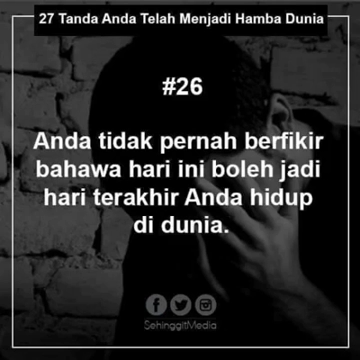 27 Tanda Anda Telah Menjadi Hamba Dunia
#26
Anda tidak pernah berfikir
bahawa hari ini boleh jadi
hari terakhir Anda hidup
di dunia.
SehinggitMedia